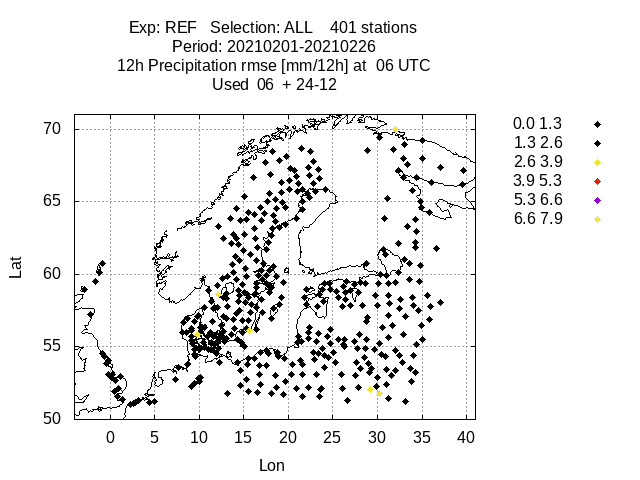 Exp: REF   Selection: ALL    401 stations
Period: 20210201-20210226
12h Precipitation rmse [mm/12h] at  06 UTC
Used  06  + 24-12
70
65
60
55
50
Lat
0 5 10 15 20 25 30 35 40
Lon
0.0 1.3
1.3 2.6
2.6 3.9
3.9 5.3
5.3 6.6
6.6 7.9